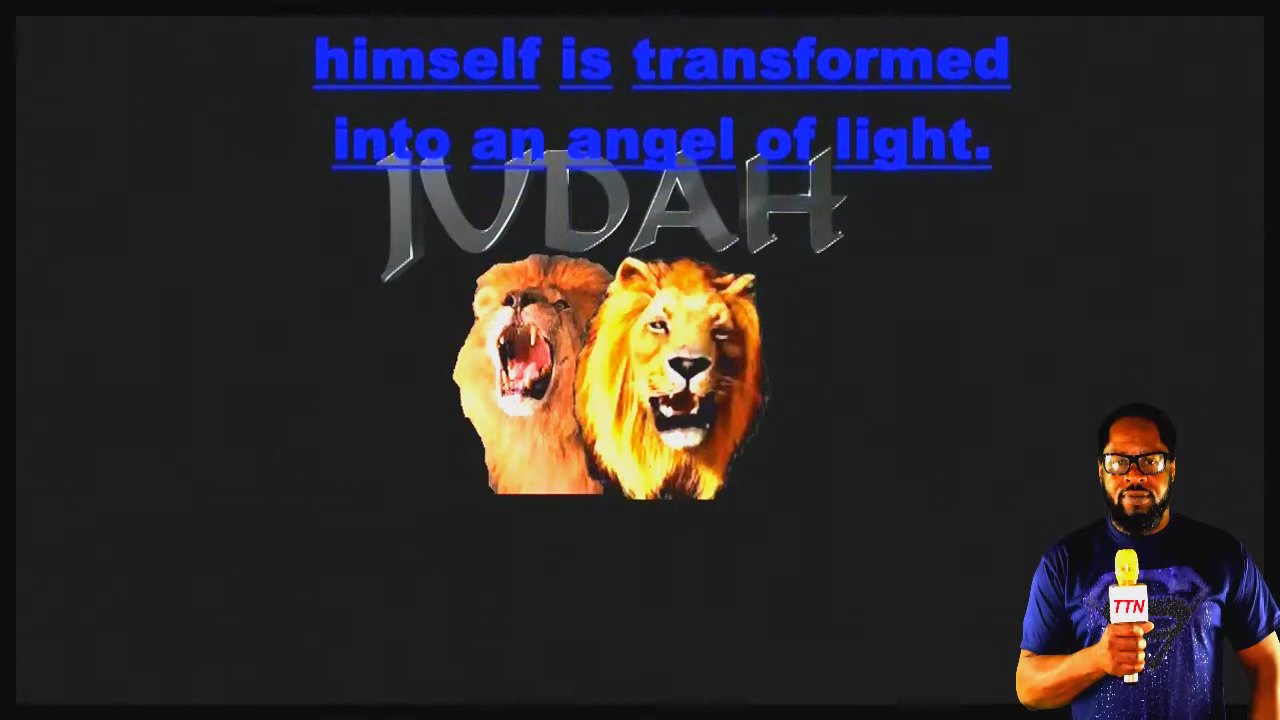 himself is transformed
into an angel of light.
JUDAH
TTN